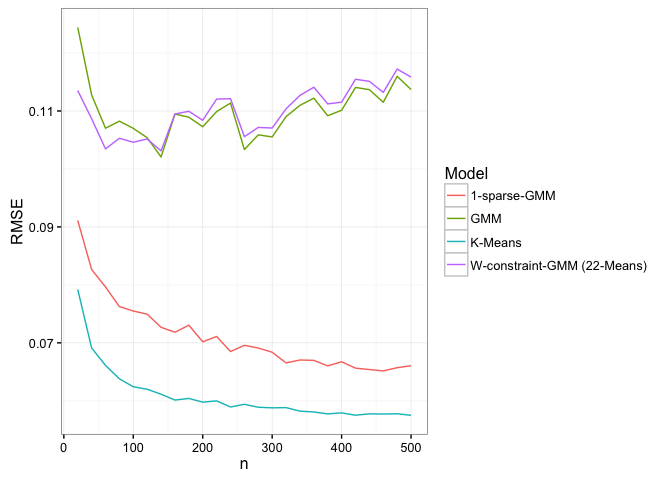 RMSE
0.11
0.09
0.07
0
100
200
300
400
500
n
Model
1-sparse-GMM
GMM
K-Means
W-constraint-GMM (22-Means)